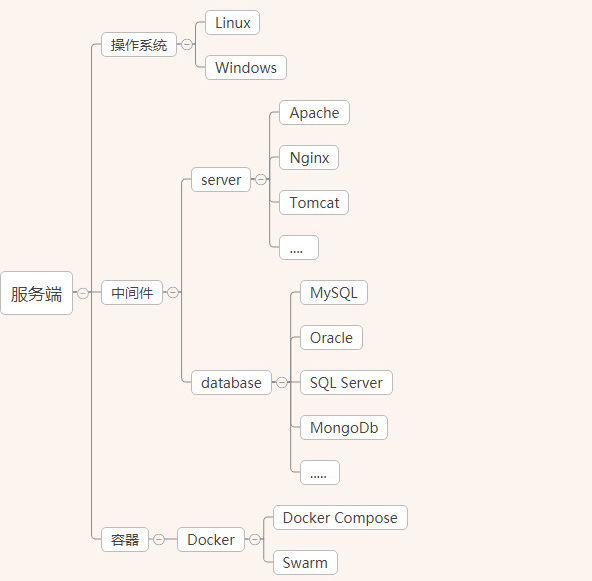 服务端
操作系统
Linux
Windows
中间件
server
Apache
Nginx
Tomcat
....
database
MySQL
Oracle
SQL Server
MongoDb
.....
容器
Docker
Docker Compose
Swarm